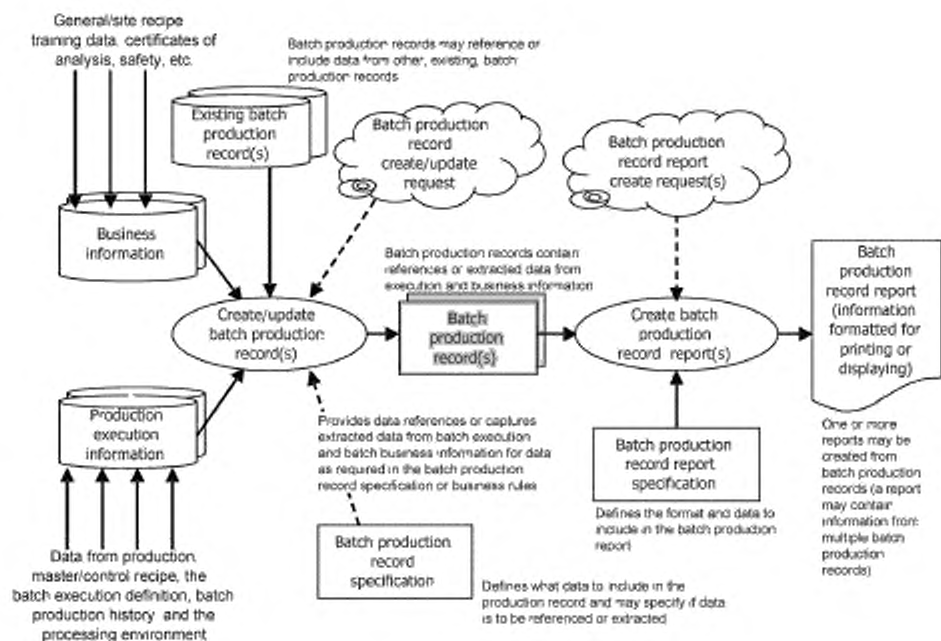 General/site recipe
training data, certificates of
analysis, safety, etc.
Batch production records may reference or
include data from other, existing, batch
production records
Existing batch
production
record(s)
Batch production
record
create/update
request
Batch production
record report
create request(s)
Business
information
Batch production records contain
references or extracted data from
execution and business information
Create/update
batch production
record(s)
Batch
production
record(s)
Create batch
production
record report(s)
Batch
production
record report
(information
formatted for
printing or
displaying)
Production
execution
information
Provides data references or captures
extracted data from batch execution
and batch business information for data
as required in the batch production
record specification or business rules
Batch production
record report
specification
One or more
reports may be
created from
batch production
records (a report
may contain
information from
multiple batch
production
records)
Defines the format and data to
include in the batch production
report
Batch production
record
specification
Data from production,
master/control recipe, the
batch execution definition, batch
production history and the
processing environment
Defines what data to include in the
production record and may specify if data
is to be referenced or extracted